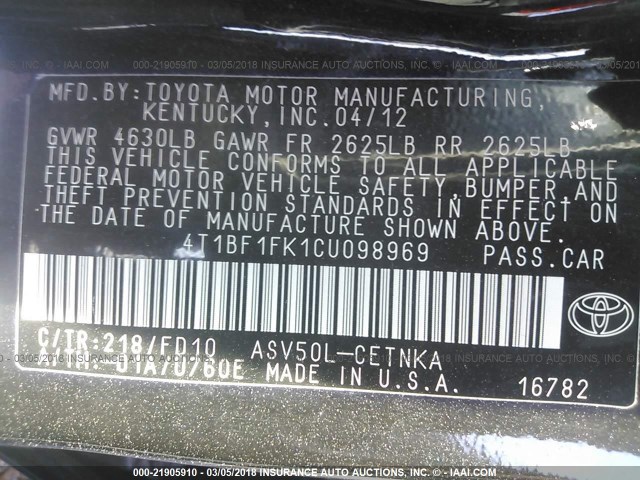 000-21905910 - 03/05/2018 - INSURANCE AUTO AUCTIONS, INC. - © IAAI.COM
MFD.BY:TOYOTA MOTOR MANUFACTURING,
KENTUCKY, INC. 04/12
GVWR 4630LB GAWR FR 2625LB RR 2625LB
THIS VEHICLE CONFORMS TO ALL APPLICABLE
FEDERAL MOTOR VEHICLE SAFETY, BUMPER, AND
THEFT PREVENTION STANDARDS IN EFFECT ON
THE DATE OF MANUFACTURE SHOWN ABOVE.
4T1BF1FK1CU098969 PASS.CAR
C/TR:218/FD10 ASV50L-CETNKA
MADE IN U.S.A. 16782
000-21905910 - 03/05/2018 - INSURANCE AUTO AUCTIONS, INC. - © IAAI.COM